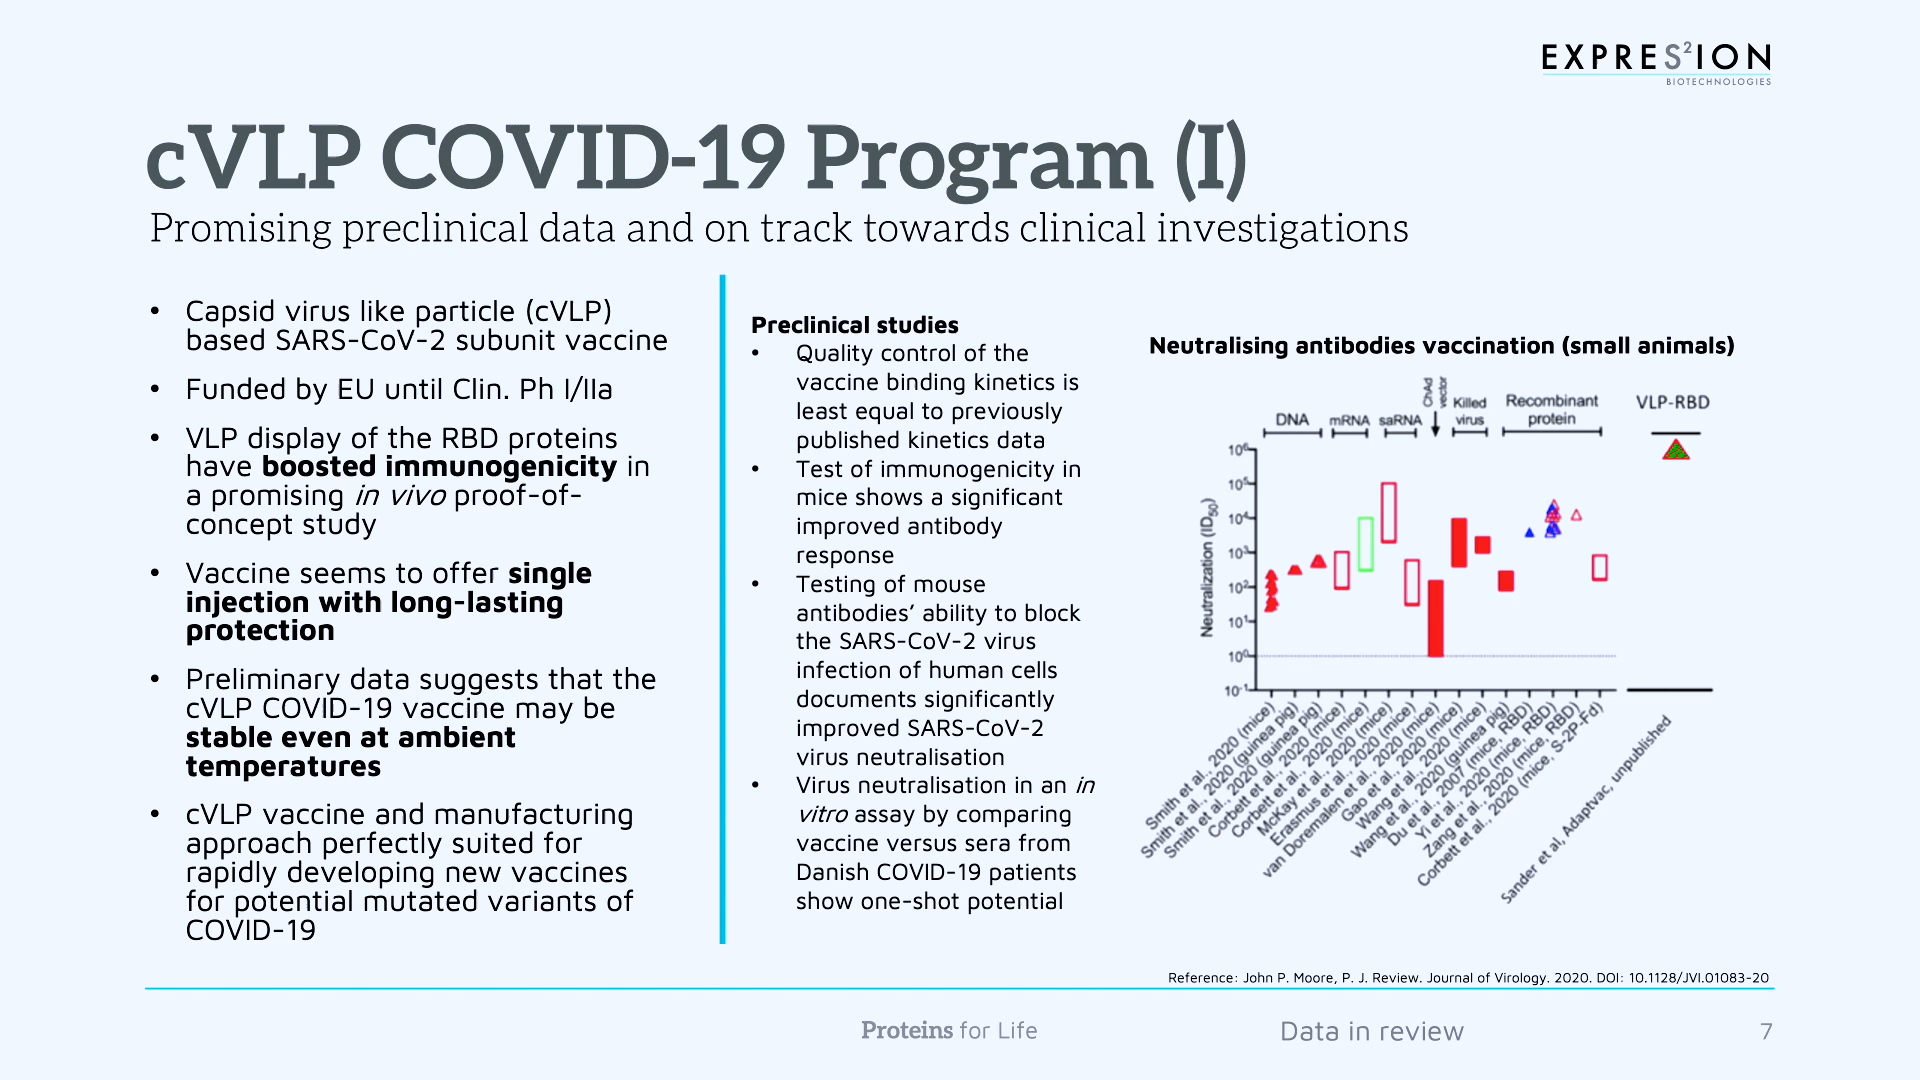 EXPRES²ION
BIOTECHNOLOGIES
cVLP COVID-19 Program (I)
Promising preclinical data and on track towards clinical investigations
• Capsid virus like particle (cVLP)
based SARS-CoV-2 subunit vaccine
• Funded by EU until Clin. Ph I/IIa
• VLP display of the RBD proteins
have boosted immunogenicity in
a promising in vivo proof-of-
concept study
• Vaccine seems to offer single
injection with long-lasting
protection
• Preliminary data suggests that the
cVLP COVID-19 vaccine may be
stable even at ambient
temperatures
• cVLP vaccine and manufacturing
approach perfectly suited for
rapidly developing new vaccines
for potential mutated variants of
COVID-19
Preclinical studies
• Quality control of the
vaccine binding kinetics is
least equal to previously
published kinetics data
• Test of immunogenicity in
mice shows a significant
improved antibody
response
• Testing of mouse
antibodies’ ability to block
the SARS-CoV-2 virus
infection of human cells
documents significantly
improved SARS-CoV-2
virus neutralisation
• Virus neutralisation in an in
vitro assay by comparing
vaccine versus sera from
Danish COVID-19 patients
show one-shot potential
Neutralising antibodies vaccination (small animals)
DNA
mRNA
saRNA
ChAd
vector
Killed
virus
Recombinant
protein
VLP-RBD
Neutralization (ID50)
10⁶
10⁵
10⁴
10³
10²
10¹
10⁰
10⁻¹
Smith et al., 2020 (mice)
Smith et al., 2020 (guinea pig)
Smith et al., 2020 (guinea pig)
Corbett et al., 2020 (mice)
Corbett et al., 2020 (mice)
McKay et al., 2020 (mice)
Erasmus et al., 2020 (mice)
van Doremalen et al., 2020 (mice)
Gao et al., 2020 (mice)
Wang et al., 2020 (mice)
Wang et al., 2020 (guinea pig)
Du et al., 2007 (mice, RBD)
Yi et al., 2020 (mice, RBD)
Zang et al., 2020 (mice, RBD)
Corbett et al., 2020 (mice, S-2P-Fd)
Sander et al, Adaptvac, unpublished
Reference: John P. Moore, P. J. Review. Journal of Virology. 2020. DOI: 10.1128/JVI.01083-20
Proteins for Life
Data in review
7